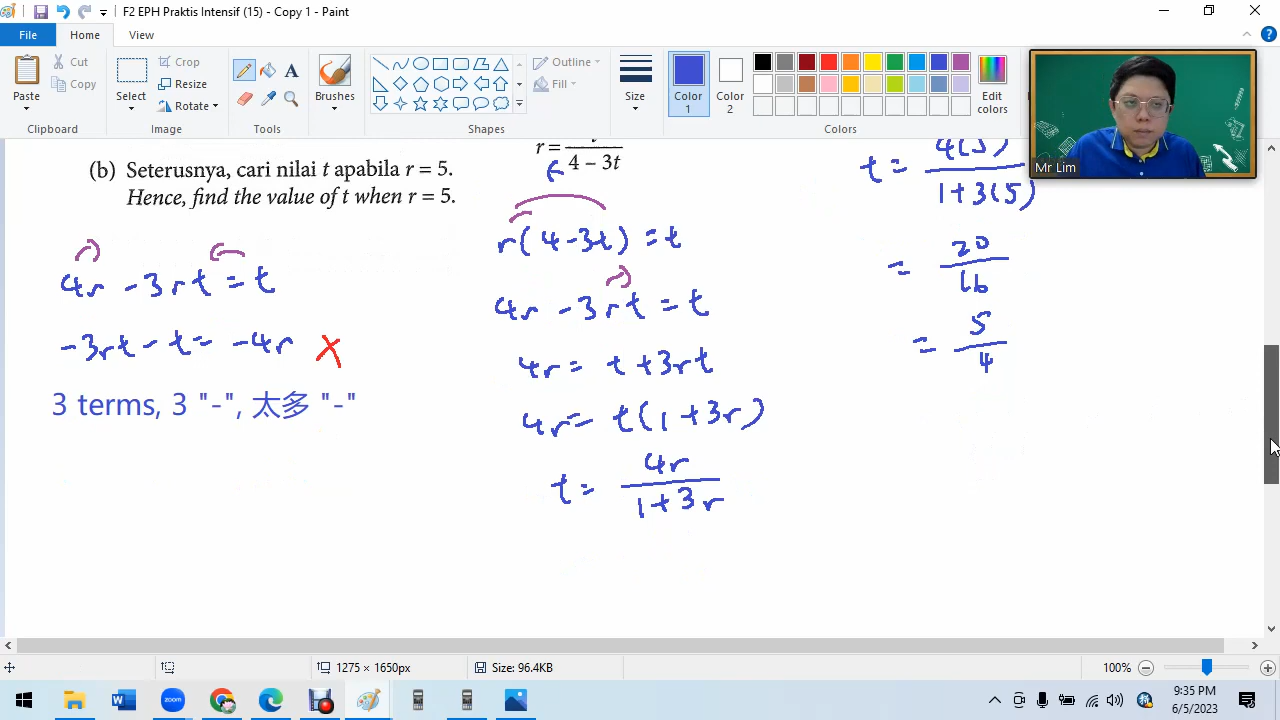 F2 EPH Praktis Intensif (15) - Copy 1 - Paint
File Home View
Paste
Cut
Copy
Clipboard
Select
Crop
Resize
Rotate
Image
Tools
Brushes
Shapes
Outline
Fill
Size
Color 1
Color 2
Colors
Edit colors
Mr Lim
(b) Seterusnya, cari nilai t apabila r = 5.
Hence, find the value of t when r = 5.
4r - 3rt = t
-3rt - t = -4r X
3 terms, 3 "-", 太多 "-"
r =
4 – 3t
r(4-3t) = t
4r - 3rt = t
4r = t + 3rt
4r = t(1 + 3r)
t = 4r
1 + 3r
t = 4(5)
1 + 3(5)
= 20
16
= 5
4
1275 × 1650px
Size: 96.4KB
100%
W
zoom
9:35 PM
6/5/2023